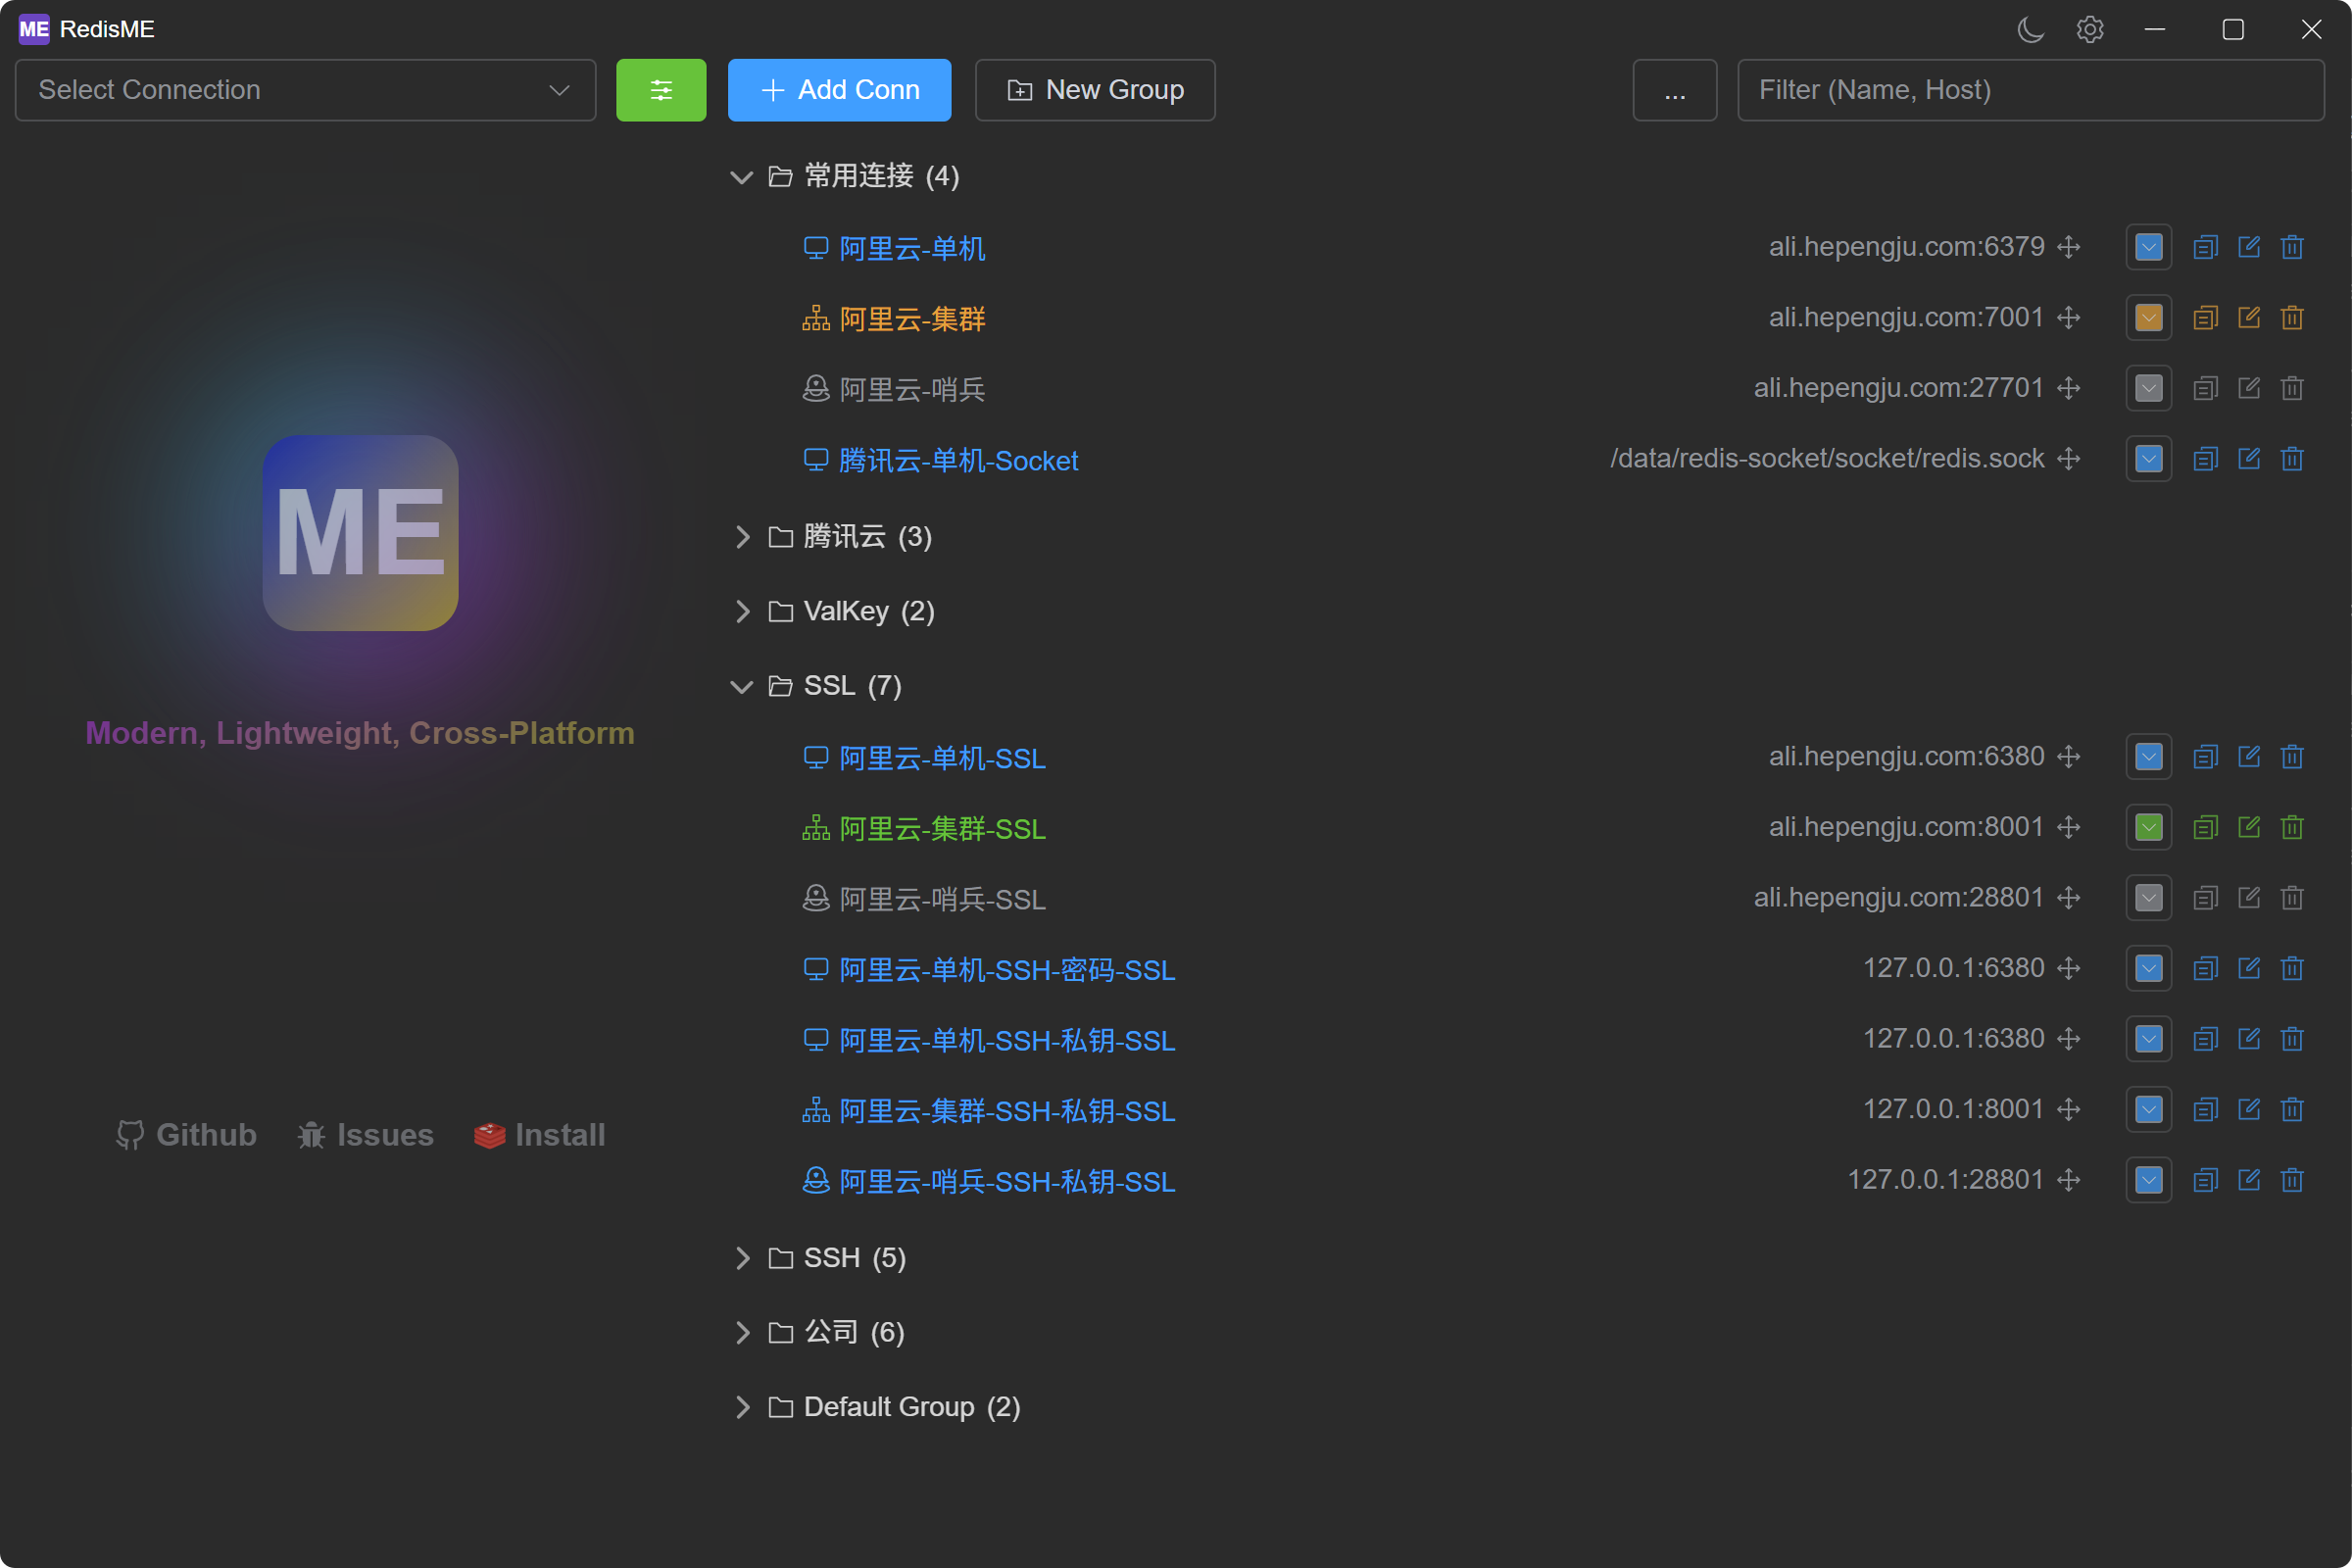 ME RedisME
Select Connection
Add Conn
New Group
...
Filter (Name, Host)
常用连接 (4)
阿里云-单机 ali.hepengju.com:6379
阿里云-集群 ali.hepengju.com:7001
阿里云-哨兵 ali.hepengju.com:27701
腾讯云-单机-Socket /data/redis-socket/socket/redis.sock
腾讯云 (3)
ValKey (2)
SSL (7)
阿里云-单机-SSL ali.hepengju.com:6380
阿里云-集群-SSL ali.hepengju.com:8001
阿里云-哨兵-SSL ali.hepengju.com:28801
阿里云-单机-SSH-密码-SSL 127.0.0.1:6380
阿里云-单机-SSH-私钥-SSL 127.0.0.1:6380
阿里云-集群-SSH-私钥-SSL 127.0.0.1:8001
阿里云-哨兵-SSH-私钥-SSL 127.0.0.1:28801
SSH (5)
公司 (6)
Default Group (2)
ME
Modern, Lightweight, Cross-Platform
Github
Issues
Install